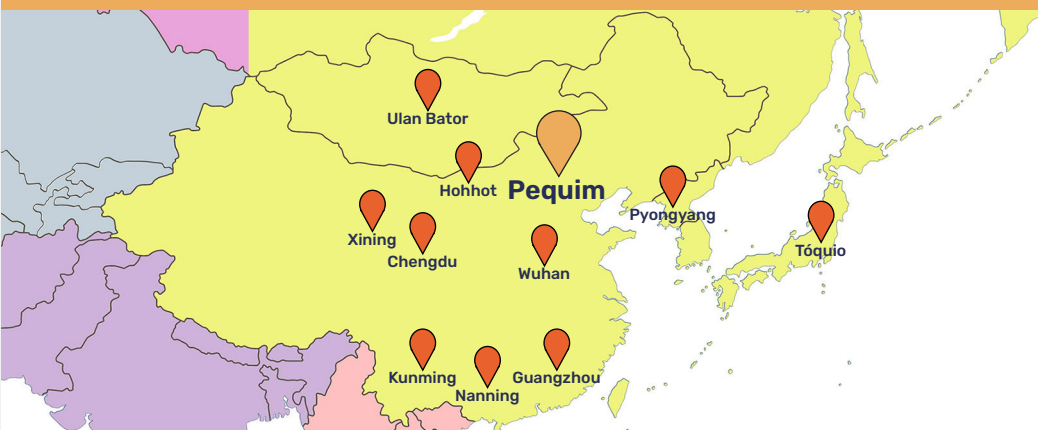 Ulan Bator
Hohhot
Pequim
Pyongyang
Xining
Chengdu
Wuhan
Tóquio
Kunming
Nanning
Guangzhou